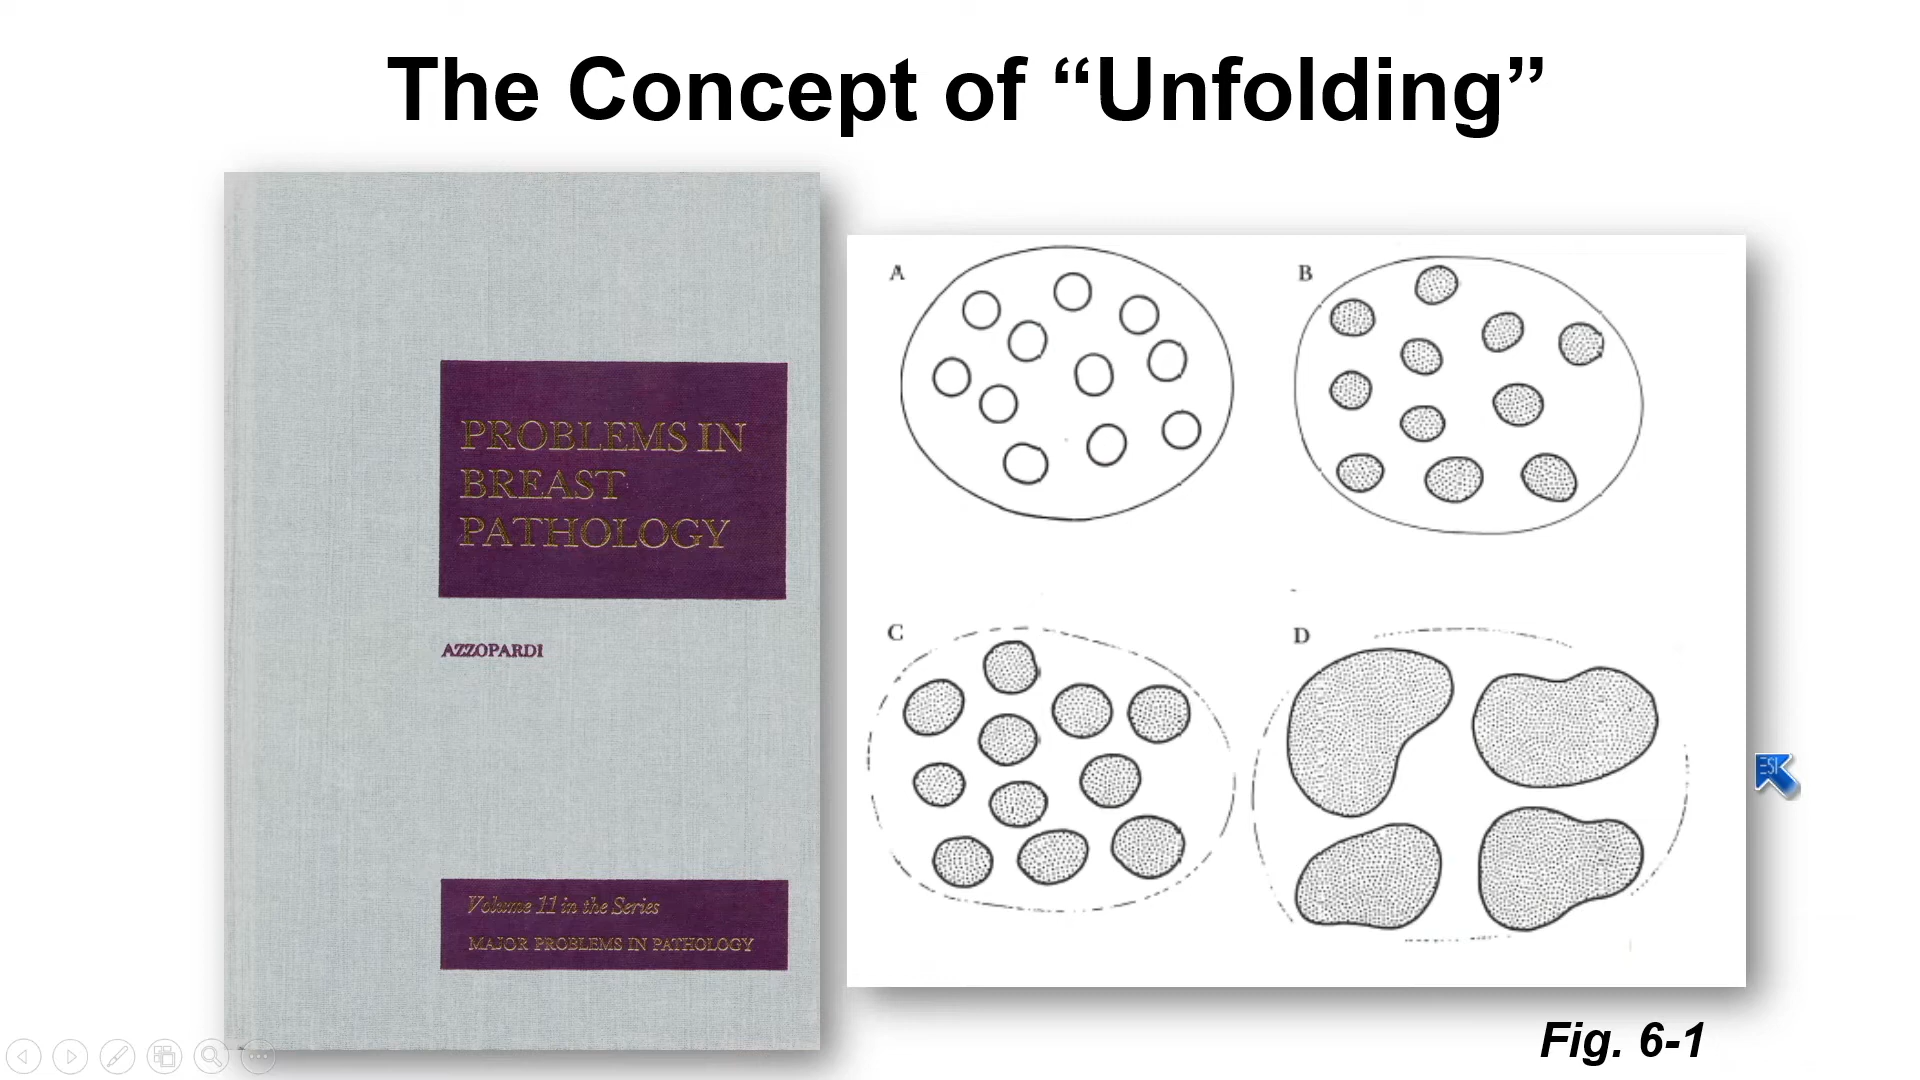 The Concept of “Unfolding”
PROBLEMS IN
BREAST
PATHOLOGY
AZZOPARDI
Volume 11 in the Series
MAJOR PROBLEMS IN PATHOLOGY
A
B
C
D
ESI
Fig. 6-1